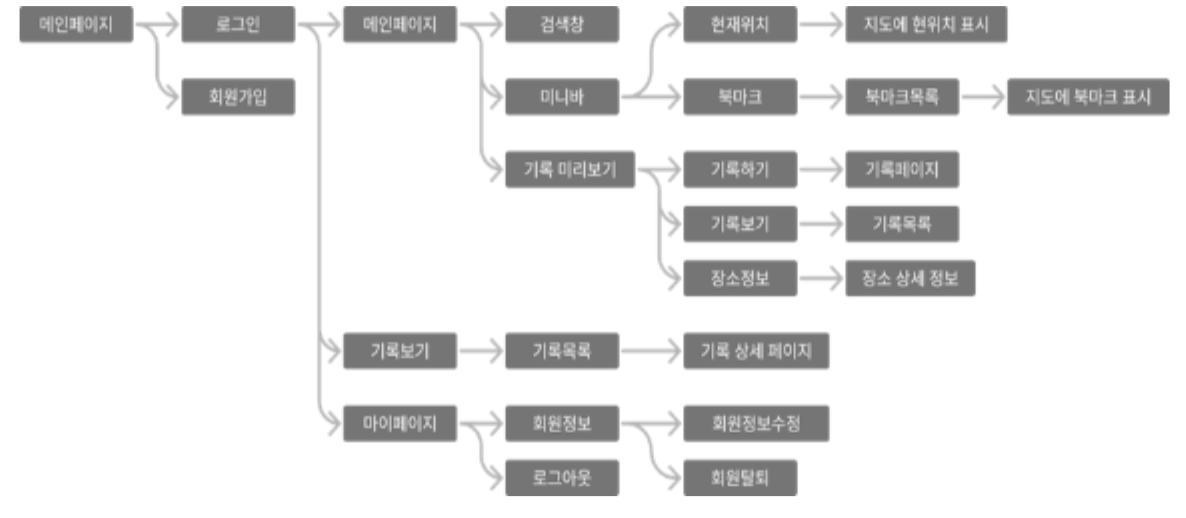 메인페이지
로그인
메인페이지
검색창
현재위치
지도에 현위치 표시
회원가입
미니바
북마크
북마크목록
지도에 북마크 표시
기록 미리보기
기록하기
기록페이지
기록보기
기록목록
장소정보
장소 상세 정보
기록보기
기록목록
기록 상세 페이지
마이페이지
회원정보
회원정보수정
로그아웃
회원탈퇴